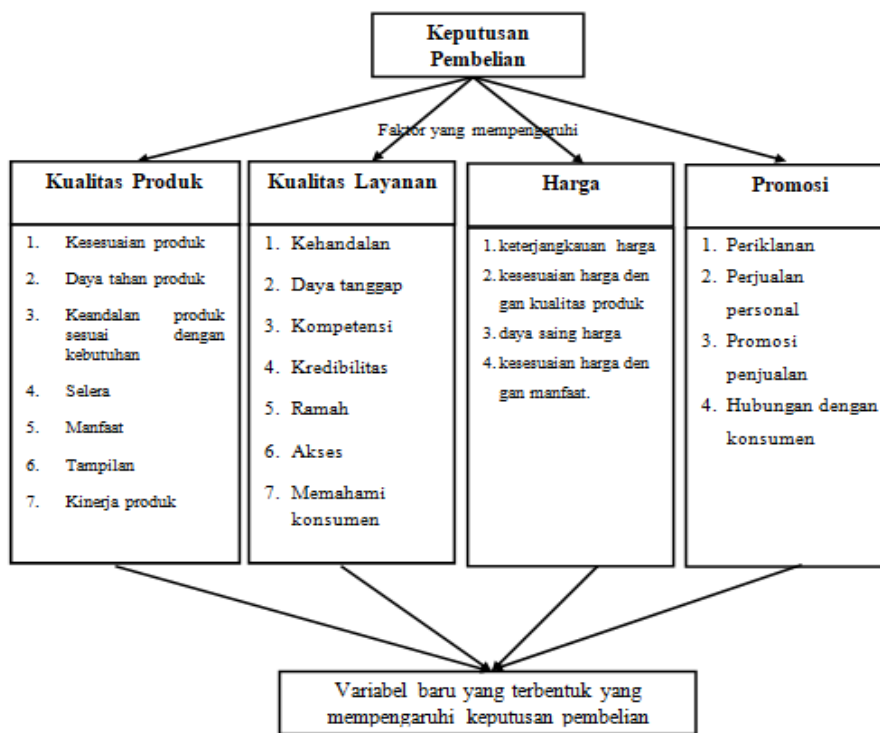 Keputusan
Pembelian
Faktor yang mempengaruhi
Kualitas Produk
1. Kesesuaian produk
2. Daya tahan produk
3. Keandalan produk
sesuai dengan
kebutuhan
4. Selera
5. Manfaat
6. Tampilan
7. Kinerja produk
Kualitas Layanan
1. Kehandalan
2. Daya tanggap
3. Kompetensi
4. Kredibilitas
5. Ramah
6. Akses
7. Memahami
konsumen
Harga
1. keterjangkauan harga
2. kesesuaian harga den
gan kualitas produk
3. daya saing harga
4. kesesuaian harga den
gan manfaat.
Promosi
1. Periklanan
2. Perjualan
personal
3. Promosi
penjualan
4. Hubungan dengan
konsumen
Variabel baru yang terbentuk yang
mempengaruhi keputusan pembelian